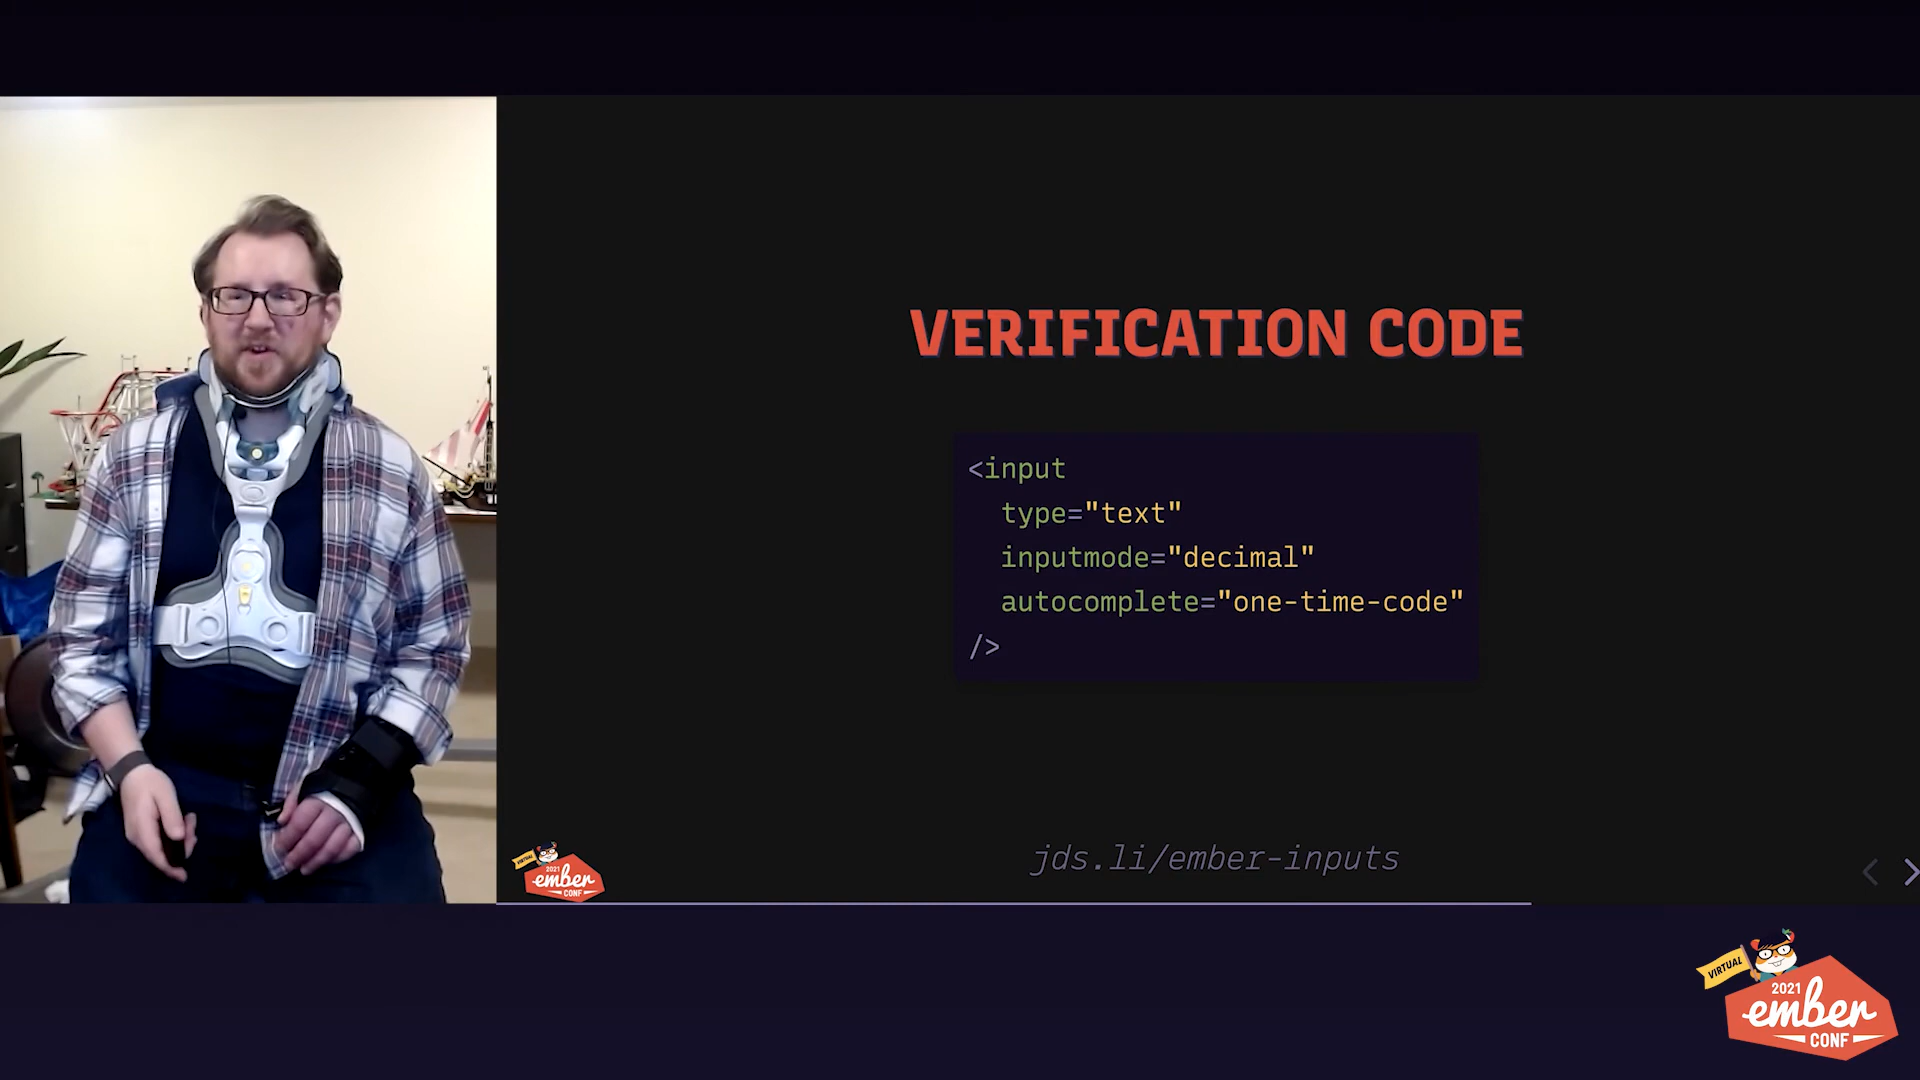 VERIFICATION CODE
<input
type="text"
inputmode="decimal"
autocomplete="one-time-code"
/>
jds.li/ember-inputs
VIRTUAL
2021
ember
CONF
VIRTUAL
2021
ember
CONF